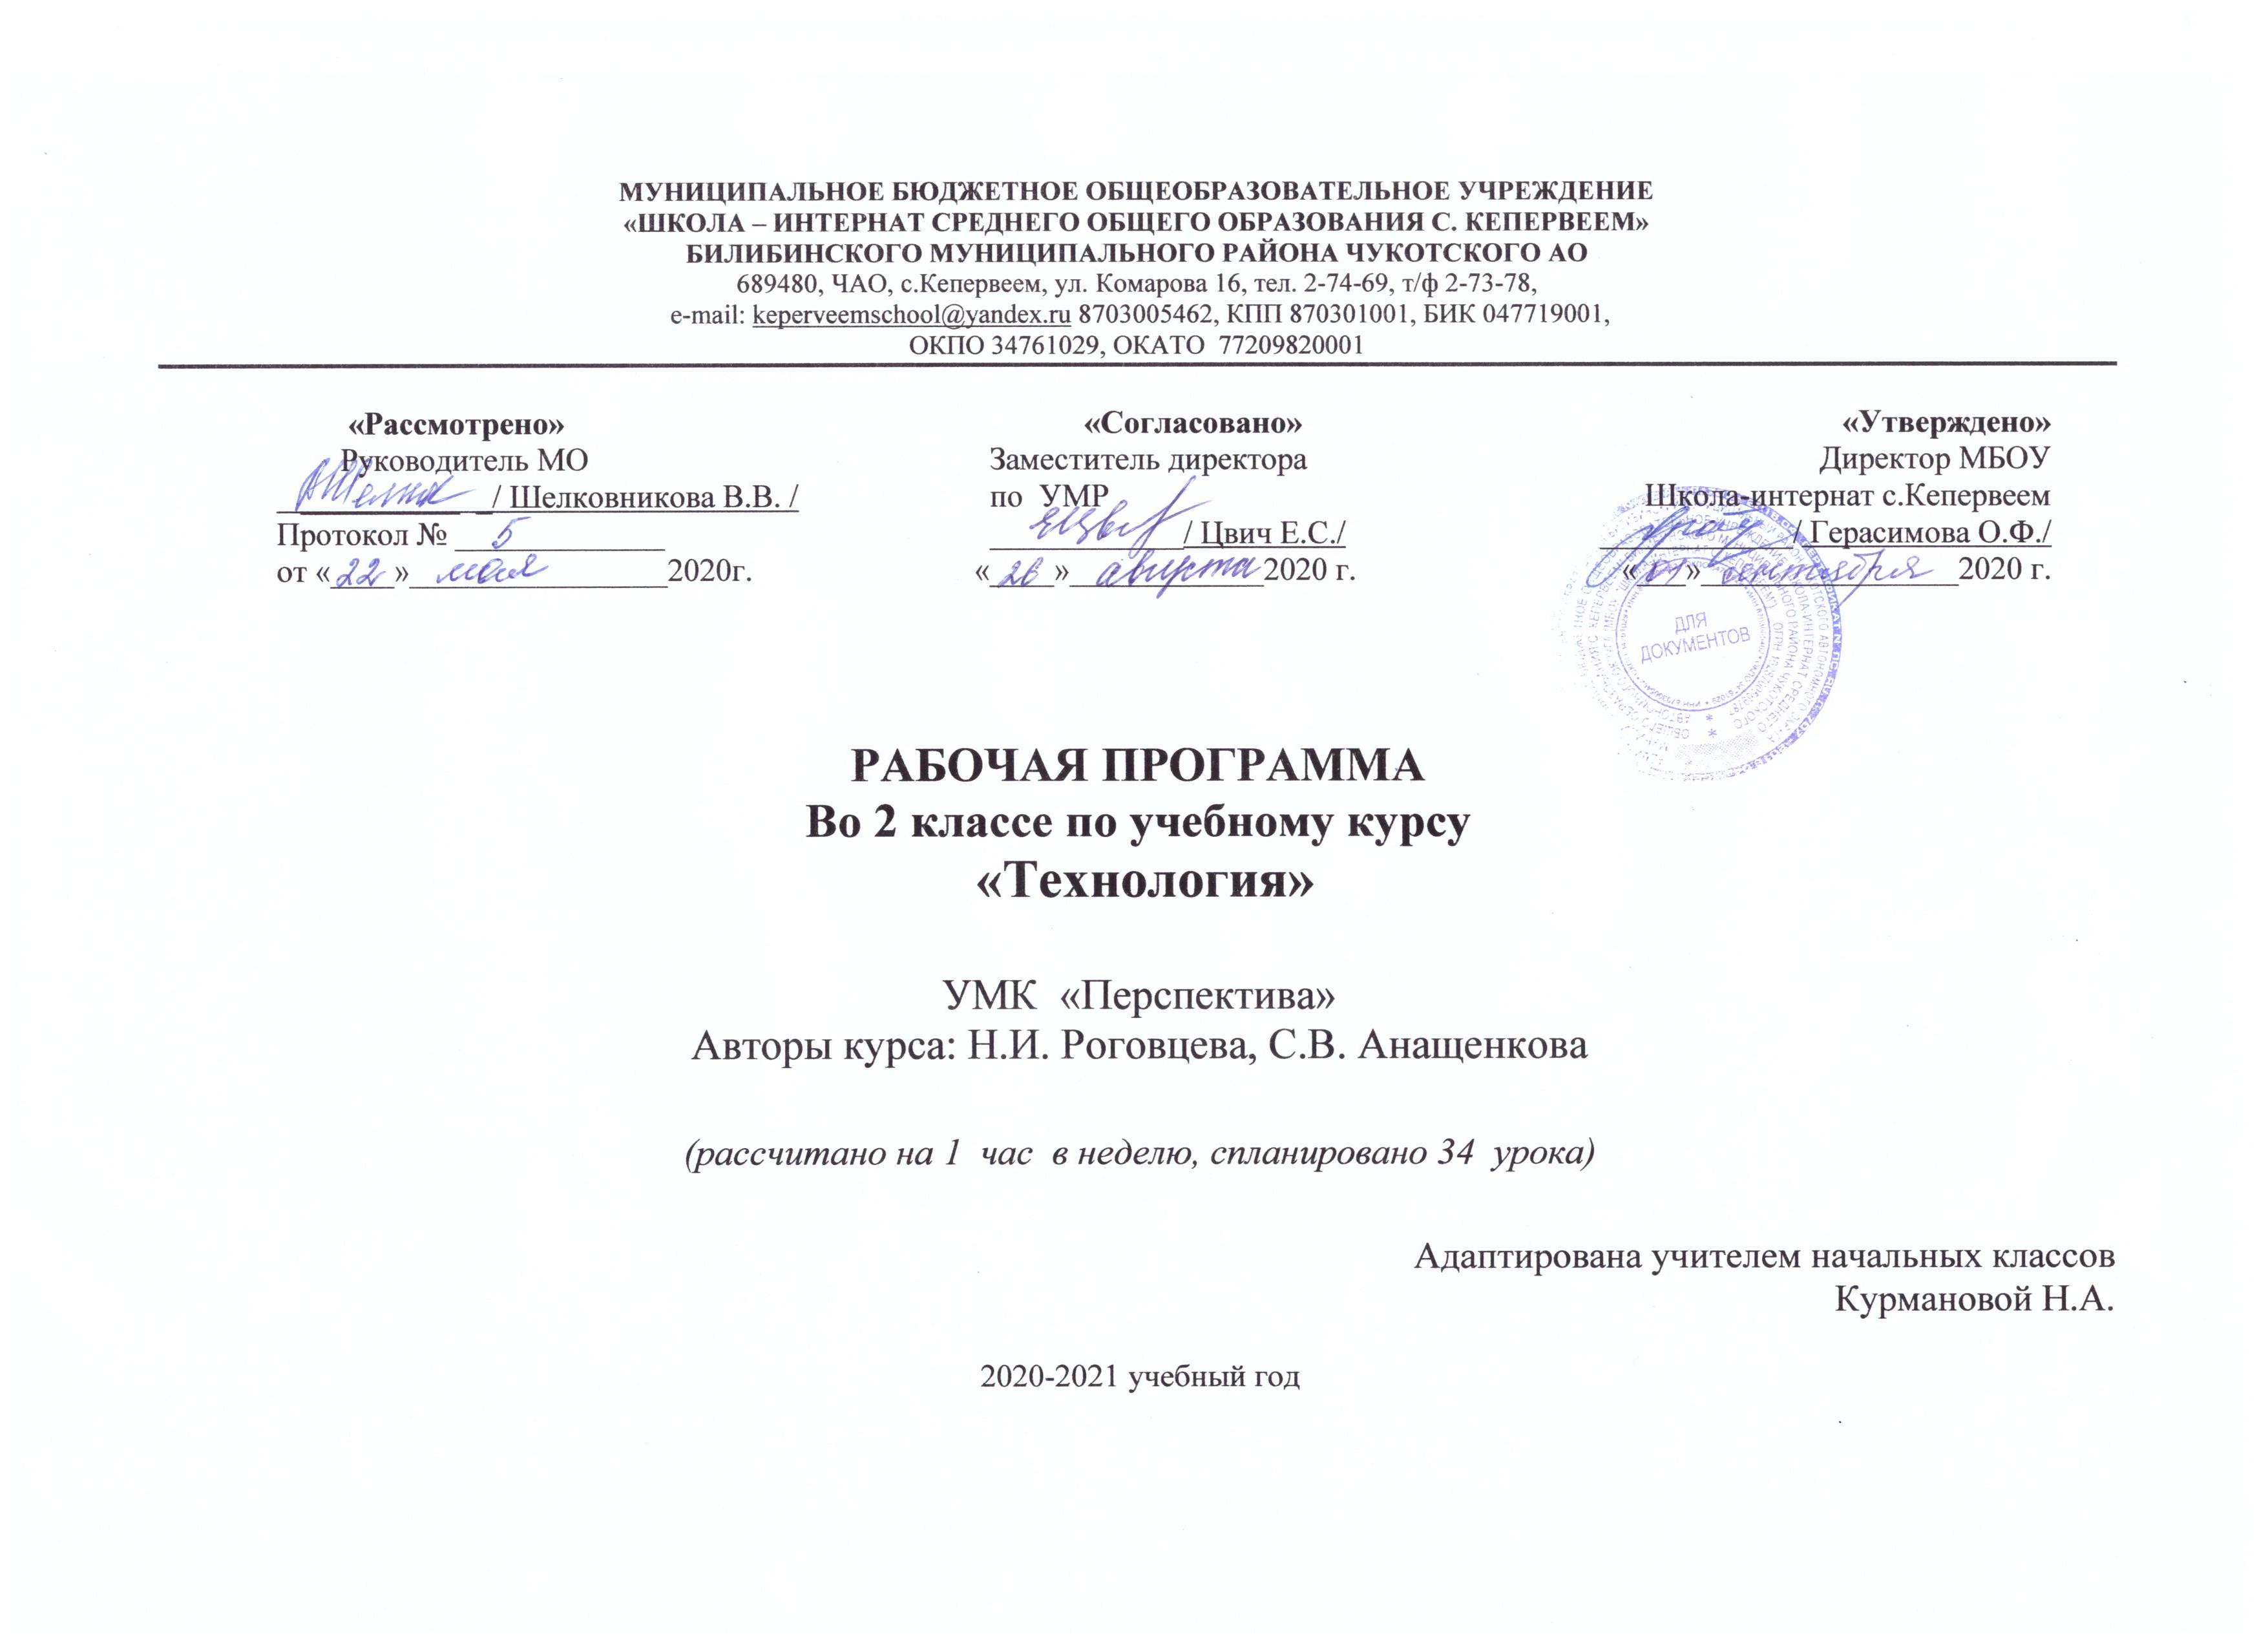 МУНИЦИПАЛЬНОЕ БЮДЖЕТНОЕ ОБЩЕОБРАЗОВАТЕЛЬНОЕ УЧРЕЖДЕНИЕ
«ШКОЛА – ИНТЕРНАТ СРЕДНЕГО ОБЩЕГО ОБРАЗОВАНИЯ С. КЕПЕРВЕЕМ»
БИЛИБИНСКОГО МУНИЦИПАЛЬНОГО РАЙОНА ЧУКОТСКОГО АО
689480, ЧАО, с.Кепервеем, ул. Комарова 16, тел. 2-74-69, т/ф 2-73-78,
e-mail: keperveemschool@yandex.ru 8703005462, КПП 870301001, БИК 047719001,
ОКПО 34761029, ОКАТО 77209820001
«Рассмотрено»
Руководитель МО
/ Шелковникова В.В. /
Протокол № 5
от «22» мая 2020г.
«Согласовано»
Заместитель директора
по УМР
/ Цвич Е.С./
«26» августа 2020 г.
«Утверждено»
Директор МБОУ
Школа-интернат с.Кепервеем
/ Герасимова О.Ф./
«01» сентября 2020 г.
ДЛЯ
ДОКУМЕНТОВ
РАБОЧАЯ ПРОГРАММА
Во 2 классе по учебному курсу
«Технология»
УМК «Перспектива»
Авторы курса: Н.И. Роговцева, С.В. Анащенкова
(рассчитано на 1 час в неделю, спланировано 34 урока)
Адаптирована учителем начальных классов
Курмановой Н.А.
2020-2021 учебный год